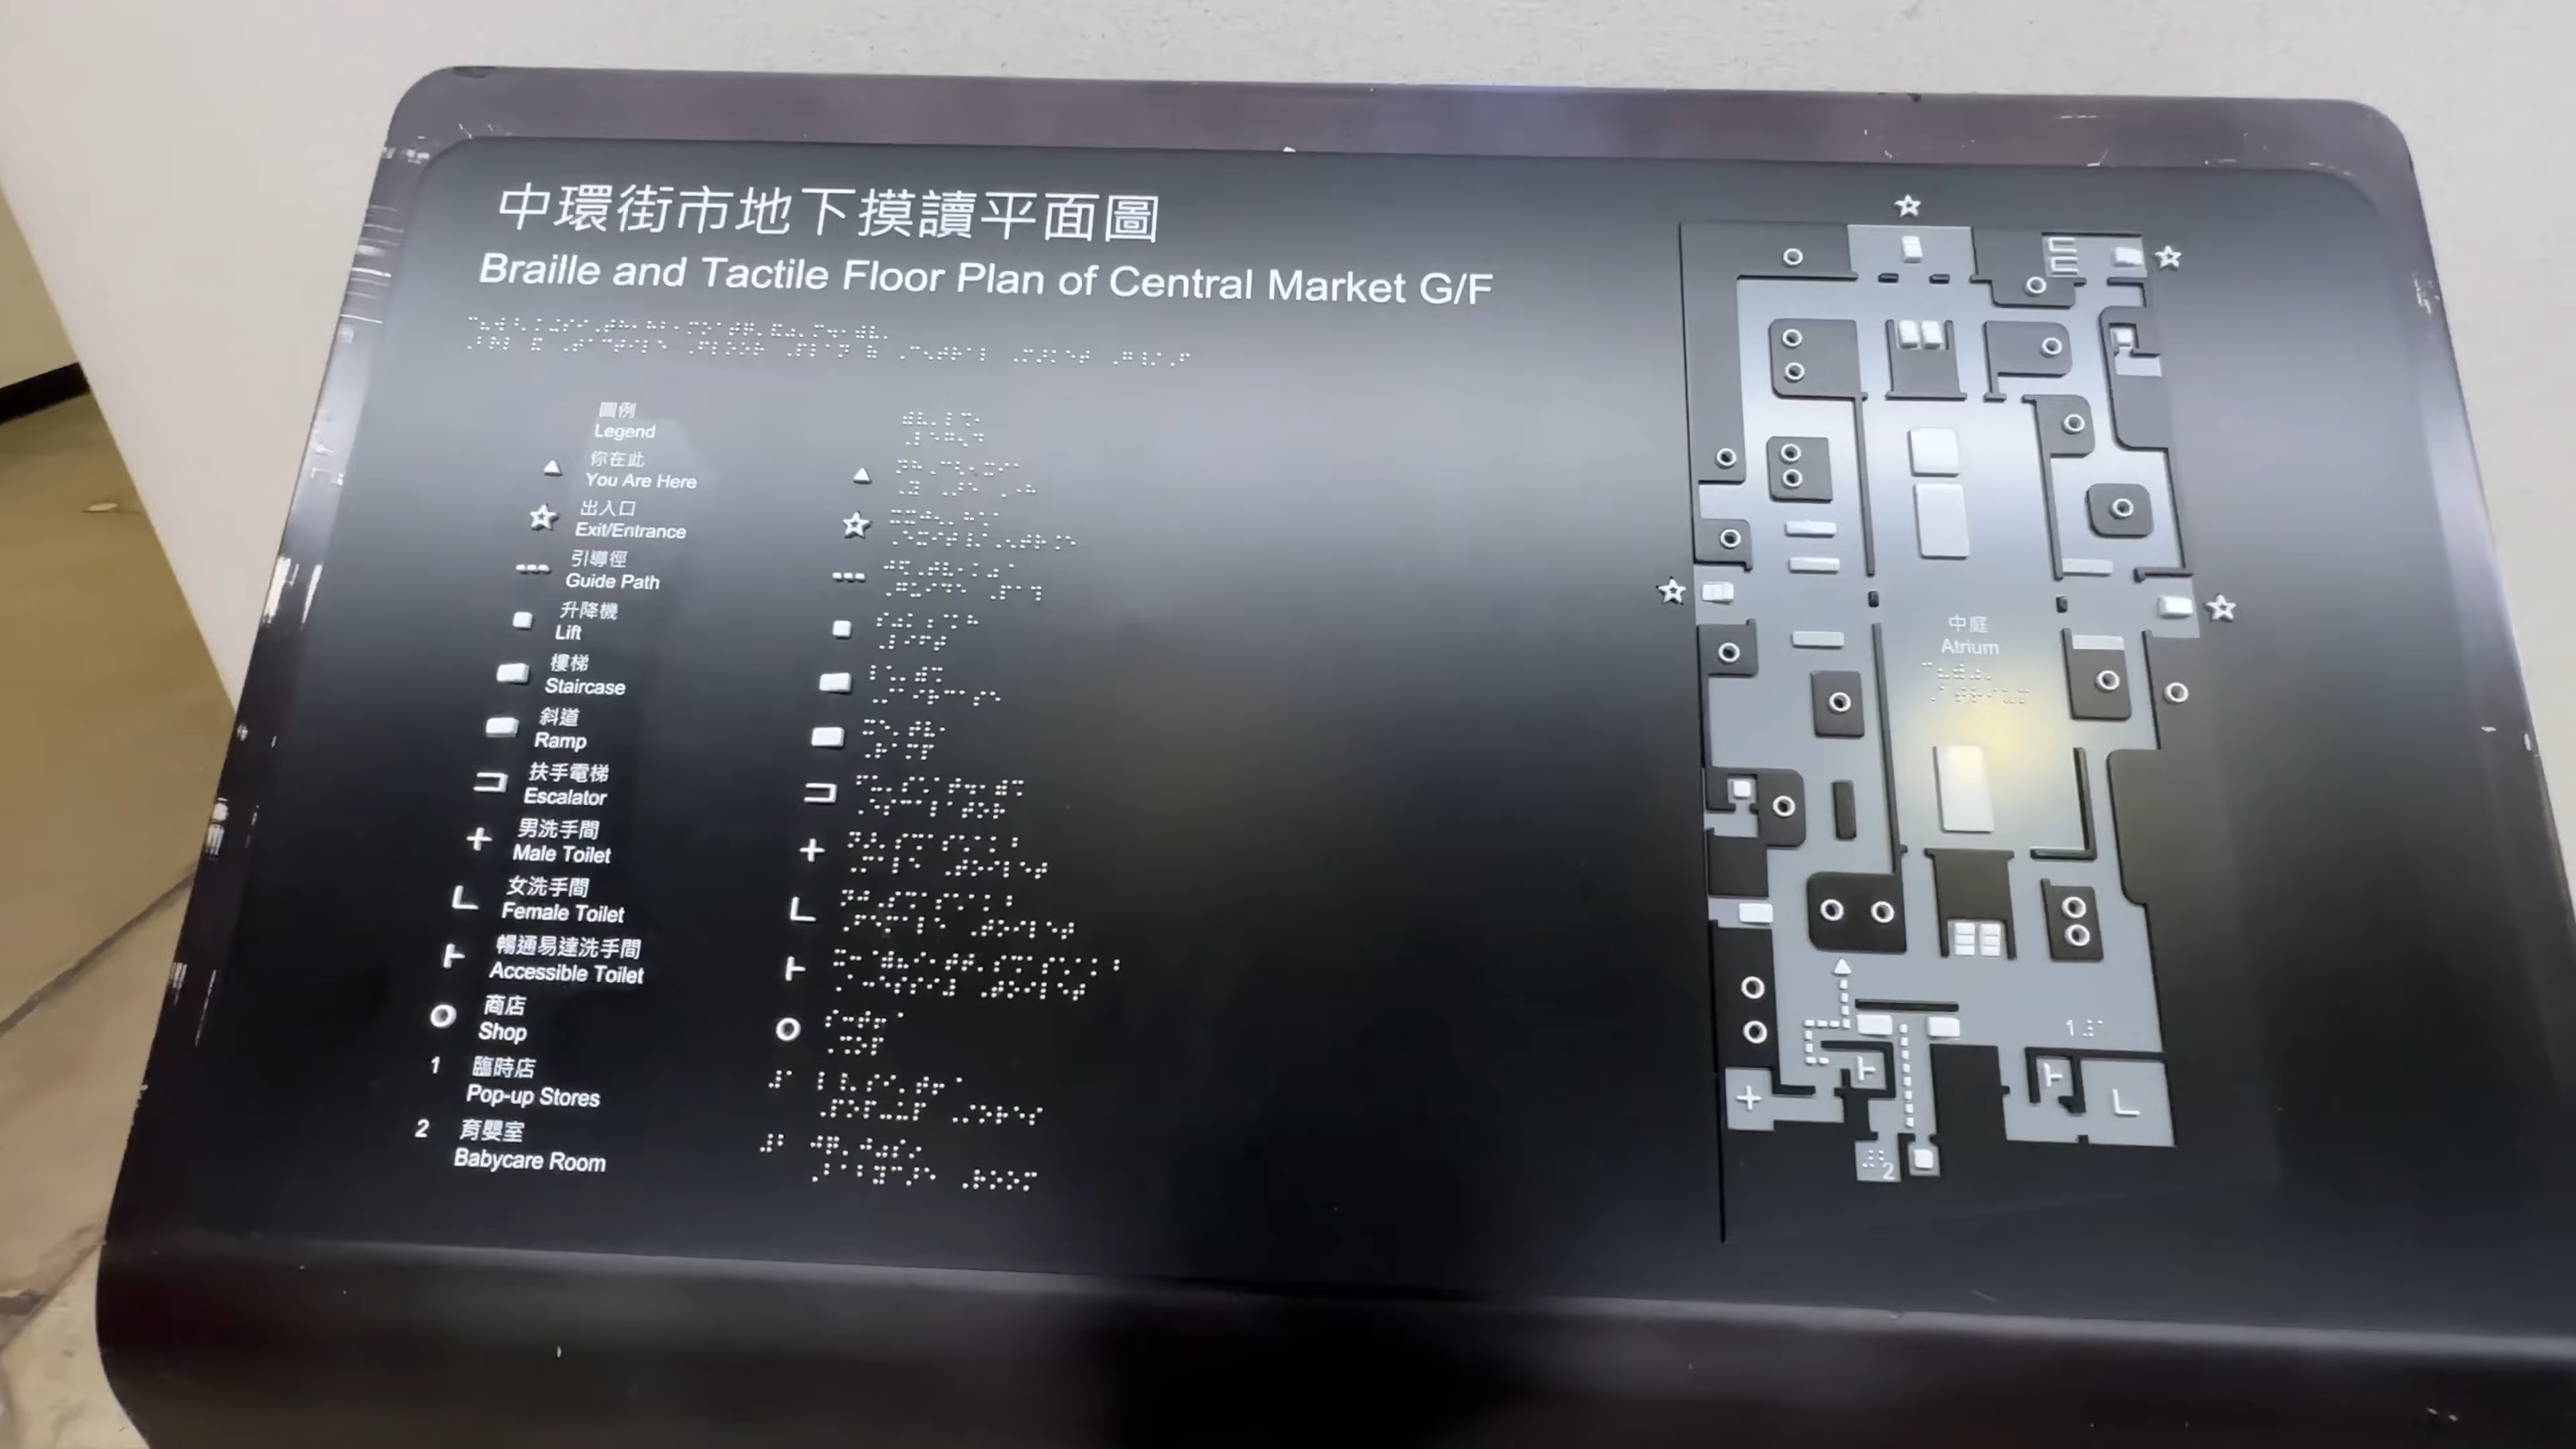 中環街市地下摸讀平面圖
Braille and Tactile Floor Plan of Central Market G/F
圖例
Legend
你在此
You Are Here
出入口
Exit/Entrance
引導徑
Guide Path
升降機
Lift
樓梯
Staircase
斜道
Ramp
扶手電梯
Escalator
男洗手間
Male Toilet
女洗手間
Female Toilet
暢通易達洗手間
Accessible Toilet
商店
Shop
1 臨時店
Pop-up Stores
2 育嬰室
Babycare Room
中庭
Atrium
1
2